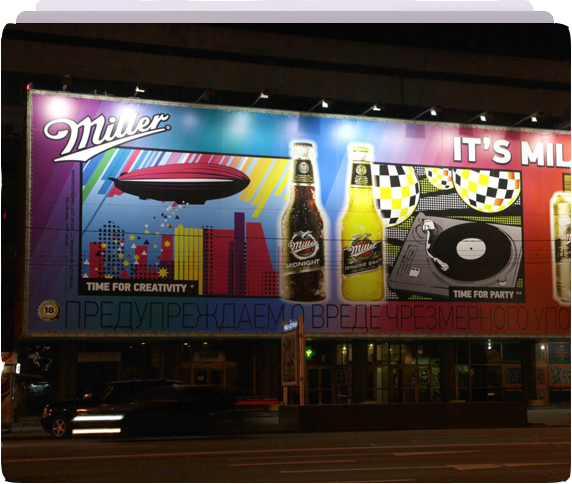 Miller
IT'S MIL
Miller
MIDNIGHT
Miller
GENUINE DRAFT
TIME FOR CREATIVITY *
TIME FOR PARTY **
18
ПРЕДУПРЕЖДАЕМ О ВРЕДЕ ЧРЕЗМЕРНОГО УПО